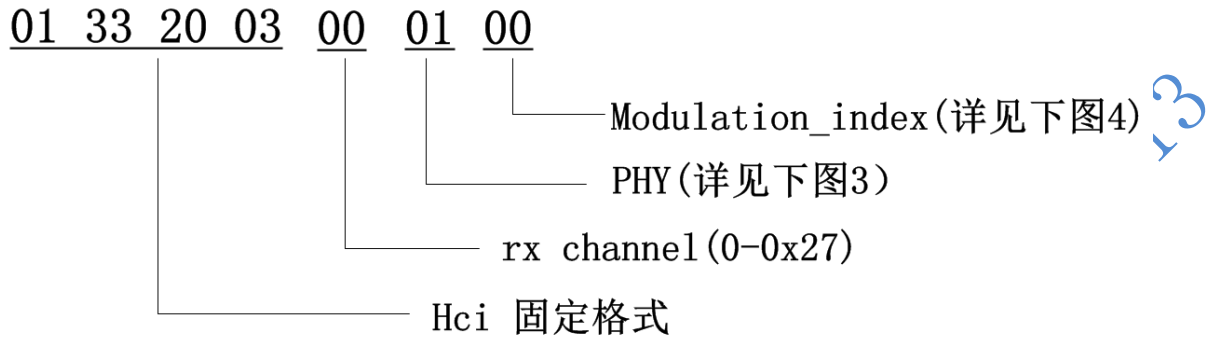 01 33 20 03 00 01 00
Modulation_index(详见下图4)
PHY(详见下图3）
rx channel(0-0x27)
Hci 固定格式